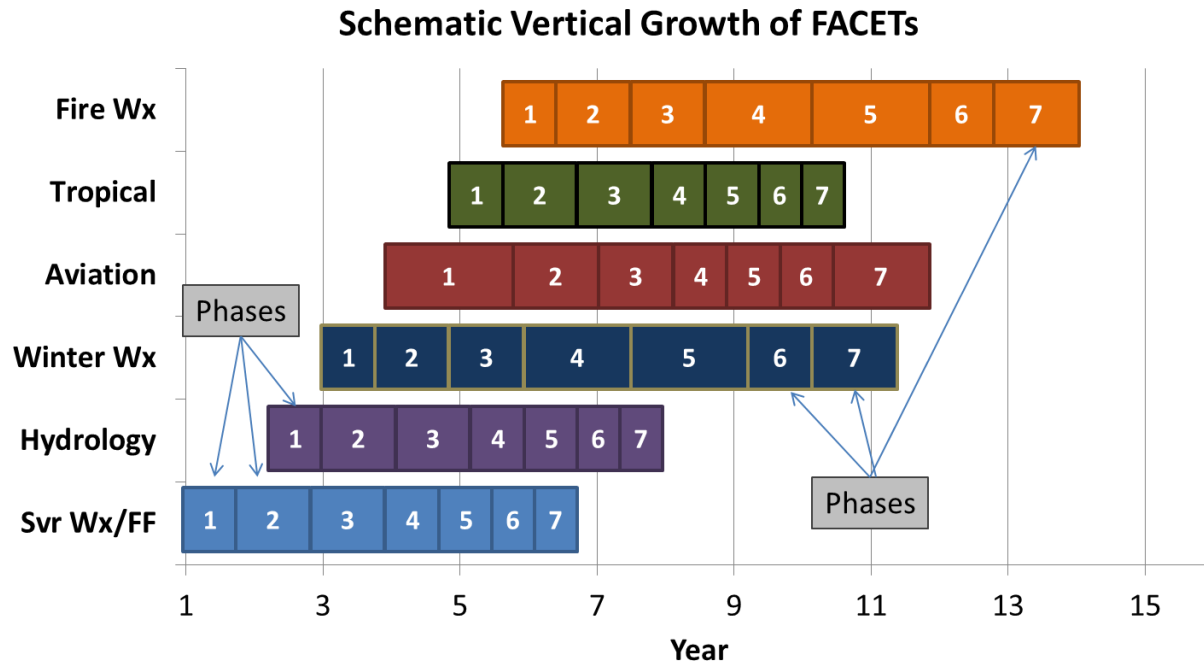 Schematic Vertical Growth of FACETs
Fire Wx 1 2 3 4 5 6 7
Tropical 1 2 3 4 5 6 7
Aviation 1 2 3 4 5 6 7
Phases
Winter Wx 1 2 3 4 5 6 7
Hydrology 1 2 3 4 5 6 7
Phases
Svr Wx/FF 1 2 3 4 5 6 7
1 3 5 7 9 11 13 15
Year